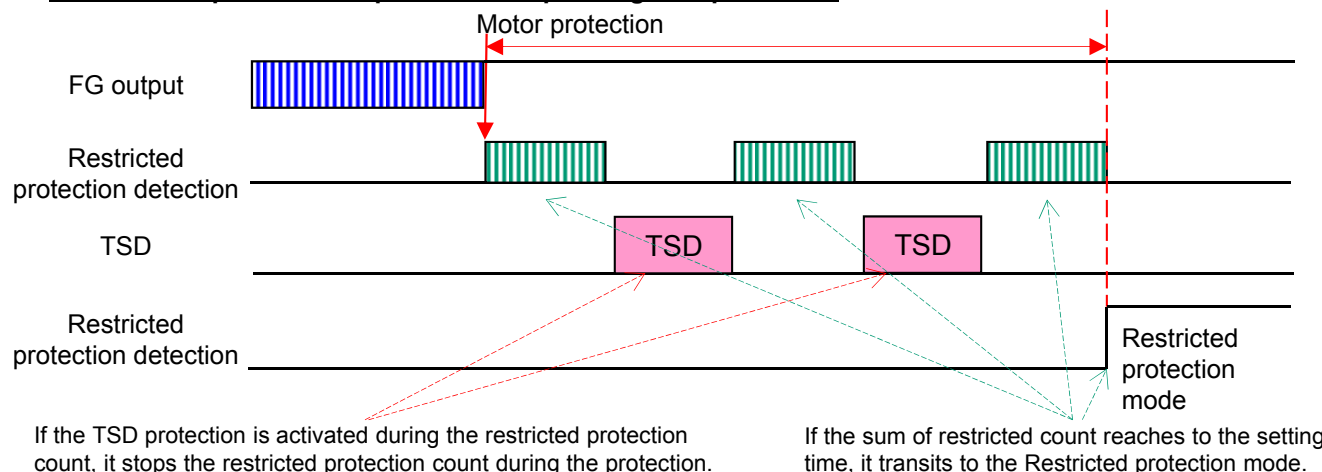 Motor protection
FG output
Restricted
protection detection
TSD
TSD
TSD
Restricted
protection detection
Restricted
protection
mode
If the TSD protection is activated during the restricted protection
count, it stops the restricted protection count during the protection.
If the sum of restricted count reaches to the setting
time, it transits to the Restricted protection mode.